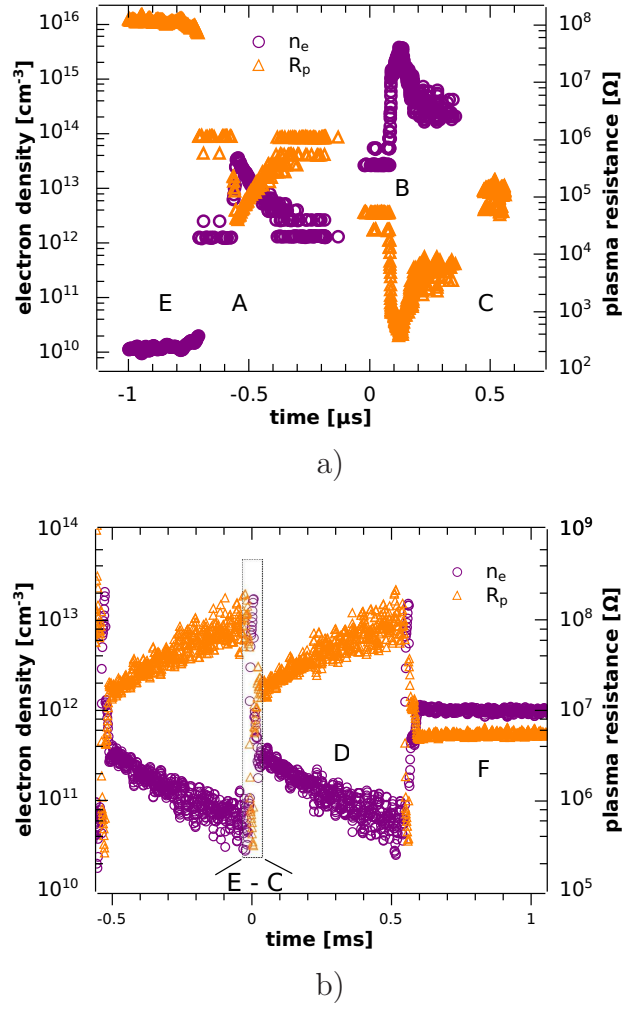 10^16
10^15
10^14
10^13
10^12
10^11
10^10
electron density [cm^-3]
n_e
R_p
E
A
B
C
10^8
10^7
10^6
10^5
10^4
10^3
10^2
plasma resistance [Ω]
-1
-0.5
0
0.5
time [µs]
a)
10^14
10^13
10^12
10^11
10^10
electron density [cm^-3]
n_e
R_p
D
F
E - C
10^9
10^8
10^7
10^6
10^5
plasma resistance [Ω]
-0.5
0
0.5
1
time [ms]
b)